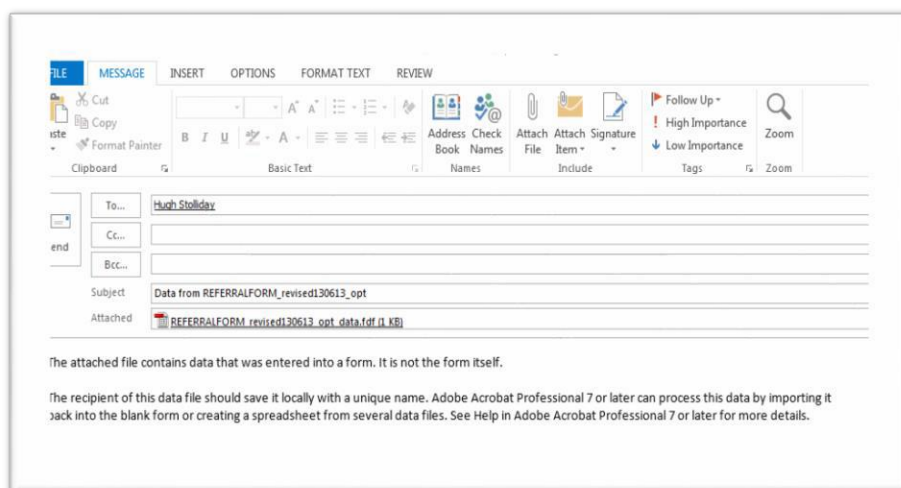 FILE MESSAGE INSERT OPTIONS FORMAT TEXT REVIEW
Cut
Copy
aste
Format Painter
Clipboard
B I U A
Basic Text
Address Book
Check Names
Names
Attach File
Attach Item
Signature
Include
Follow Up
High Importance
Low Importance
Tags
Zoom
Zoom
end
To... Hugh Stolliday
Cc...
Bcc...
Subject Data from REFERRALFORM_revised130613_opt
Attached REFERRALFORM_revised130613_opt_data.fdf (1 KB)
The attached file contains data that was entered into a form. It is not the form itself.
The recipient of this data file should save it locally with a unique name. Adobe Acrobat Professional 7 or later can process this data by importing it
back into the blank form or creating a spreadsheet from several data files. See Help in Adobe Acrobat Professional 7 or later for more details.